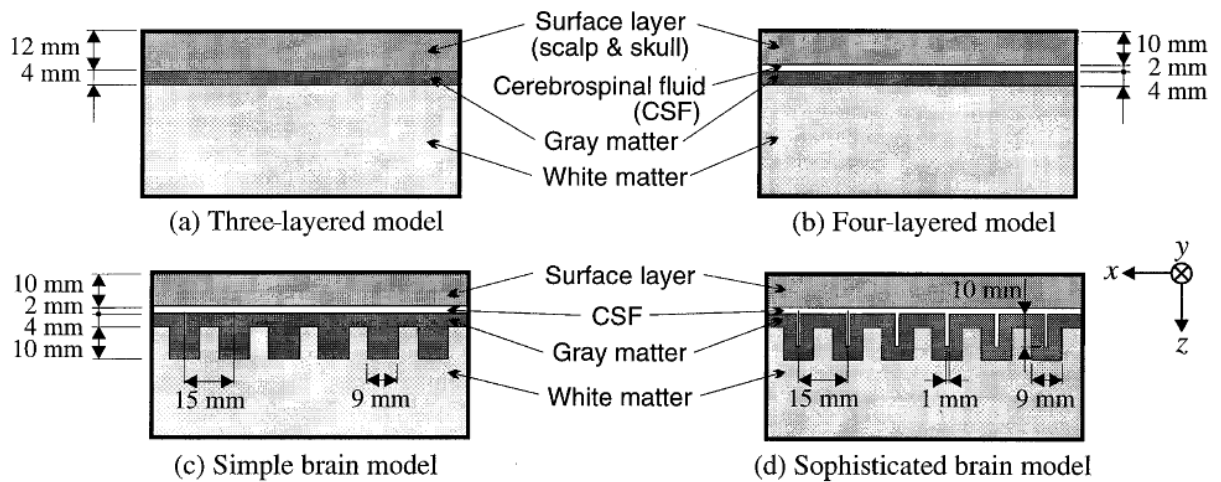 12 mm
4 mm
Surface layer
(scalp & skull)
Cerebrospinal fluid
(CSF)
Gray matter
White matter
10 mm
2 mm
4 mm
(a) Three-layered model
(b) Four-layered model
10 mm
2 mm
4 mm
10 mm
15 mm
9 mm
Surface layer
CSF
Gray matter
White matter
10 mm
15 mm
1 mm
9 mm
y
x
z
(c) Simple brain model
(d) Sophisticated brain model